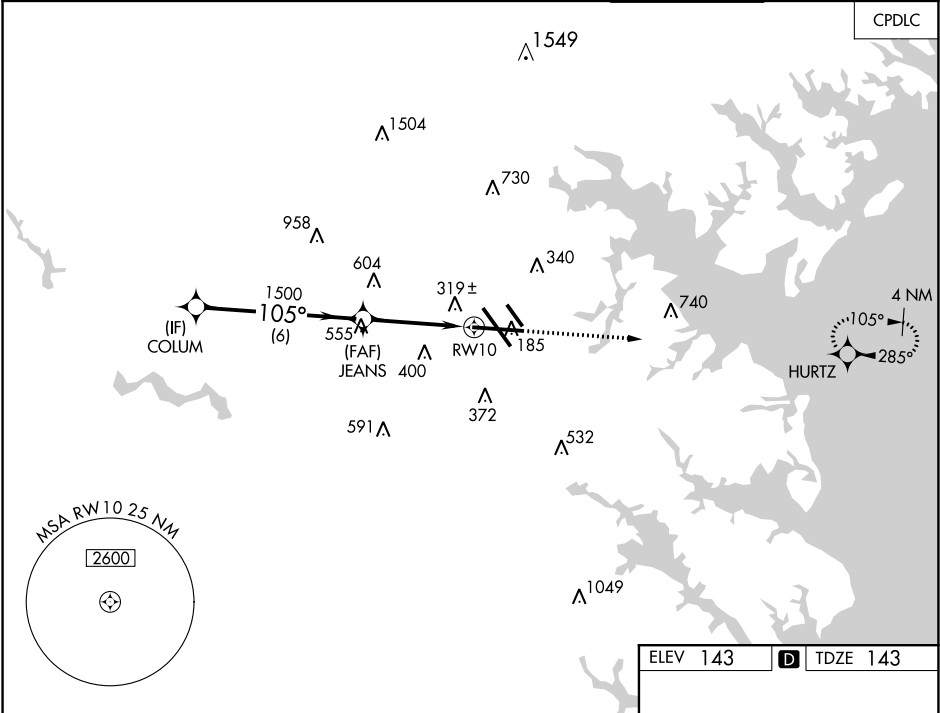 CPDLC
1549
1504
730
958
340
604
319±
740
4 NM
1500
105°
(6)
105°
(IF)
COLUM
555
(FAF)
JEANS
400
RW10
185
285°
HURTZ
372
591
532
MSA RW10 25 NM
2600
1049
ELEV 143 D TDZE 143